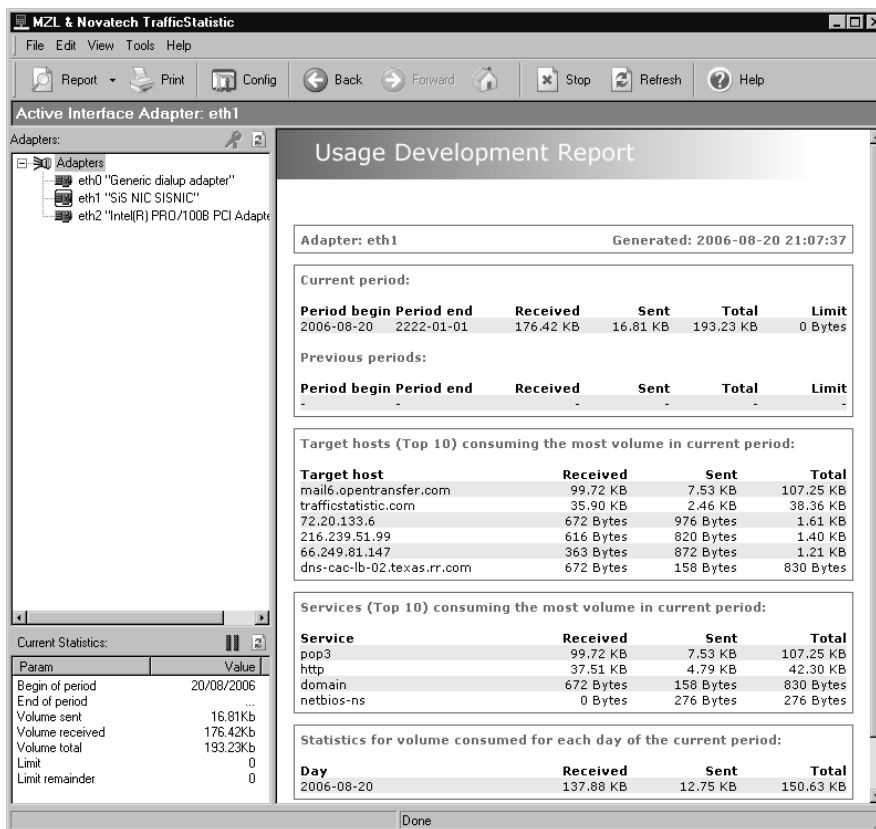 MZL & Novatech TrafficStatistic
File Edit View Tools Help
Report Print Config Back Forward Stop Refresh Help
Active Interface Adapter: eth1
Adapters:
Adapters
eth0 "Generic dialup adapter"
eth1 "SiS NIC SISNIC"
eth2 "Intel(R) PRO/100B PCI Adapte
Current Statistics:
Param Value
Begin of period 20/08/2006
End of period ...
Volume sent 16.81Kb
Volume received 176.42Kb
Volume total 193.23Kb
Limit 0
Limit remainder 0
Usage Development Report
Adapter: eth1 Generated: 2006-08-20 21:07:37
Current period:
Period begin Period end Received Sent Total Limit
2006-08-20 2222-01-01 176.42 KB 16.81 KB 193.23 KB 0 Bytes
Previous periods:
Period begin Period end Received Sent Total Limit
- - - - - -
Target hosts (Top 10) consuming the most volume in current period:
Target host Received Sent Total
mail6.opentransfer.com 99.72 KB 7.53 KB 107.25 KB
trafficstatistic.com 35.90 KB 2.46 KB 38.36 KB
72.20.133.6 672 Bytes 976 Bytes 1.61 KB
216.239.51.99 616 Bytes 820 Bytes 1.40 KB
66.249.81.147 363 Bytes 872 Bytes 1.21 KB
dns-cac-lb-02.texas.rr.com 672 Bytes 158 Bytes 830 Bytes
Services (Top 10) consuming the most volume in current period:
Service Received Sent Total
pop3 99.72 KB 7.53 KB 107.25 KB
http 37.51 KB 4.79 KB 42.30 KB
domain 672 Bytes 158 Bytes 830 Bytes
netbios-ns 0 Bytes 276 Bytes 276 Bytes
Statistics for volume consumed for each day of the current period:
Day Received Sent Total
2006-08-20 137.88 KB 12.75 KB 150.63 KB
Done